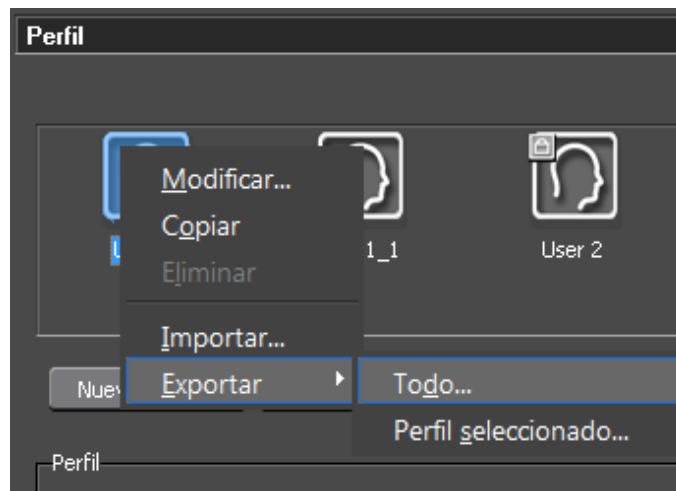 Perfil
Modificar...
Copiar
Eliminar
Importar...
Exportar
Todo...
Perfil seleccionado...
1_1
User 2
Perfil